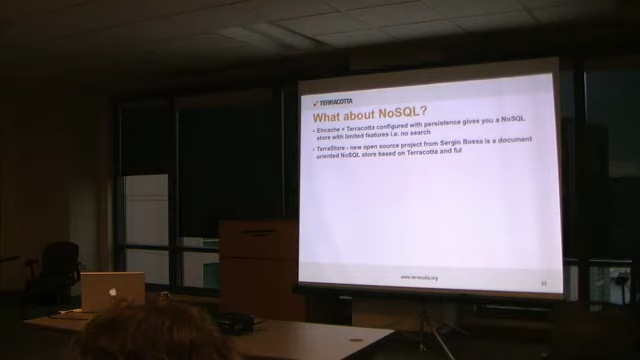 TERRACOTTA
What about NoSQL?
• Ehcache + Terracotta configured with persistence gives you a NoSQL
store with limited features i.e. no search
• TerraStore - new open source project from Sergio Bossa is a document
oriented NoSQL store based on Terracotta and ful
www.terracotta.org